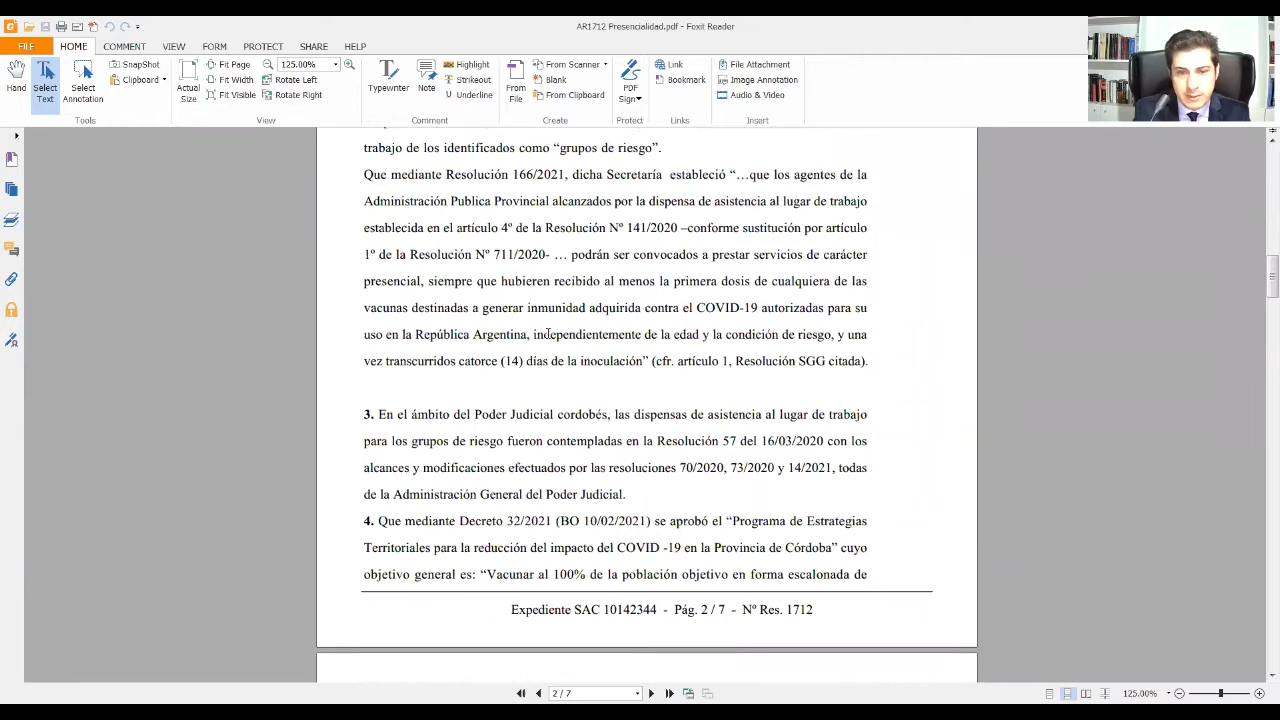 AR1712 Presencialidad.pdf - Foxit Reader
FILE HOME COMMENT VIEW FORM PROTECT SHARE HELP
Hand
Select Text
Select Annotation
SnapShot
Clipboard
Tools
Actual Size
Fit Page
Fit Width
Fit Visible
125.00%
Rotate Left
Rotate Right
View
Typewriter
Note
Highlight
Strikeout
Underline
Comment
From File
From Scanner
Blank
From Clipboard
Create
PDF Sign
Protect
Link
Bookmark
Links
File Attachment
Image Annotation
Audio & Video
Insert
trabajo de los identificados como “grupos de riesgo”.
Que mediante Resolución 166/2021, dicha Secretaría estableció “…que los agentes de la
Administración Publica Provincial alcanzados por la dispensa de asistencia al lugar de trabajo
establecida en el artículo 4º de la Resolución Nº 141/2020 –conforme sustitución por artículo
1º de la Resolución Nº 711/2020- … podrán ser convocados a prestar servicios de carácter
presencial, siempre que hubieren recibido al menos la primera dosis de cualquiera de las
vacunas destinadas a generar inmunidad adquirida contra el COVID-19 autorizadas para su
uso en la República Argentina, independientemente de la edad y la condición de riesgo, y una
vez transcurridos catorce (14) días de la inoculación” (cfr. artículo 1, Resolución SGG citada).
3. En el ámbito del Poder Judicial cordobés, las dispensas de asistencia al lugar de trabajo
para los grupos de riesgo fueron contempladas en la Resolución 57 del 16/03/2020 con los
alcances y modificaciones efectuados por las resoluciones 70/2020, 73/2020 y 14/2021, todas
de la Administración General del Poder Judicial.
4. Que mediante Decreto 32/2021 (BO 10/02/2021) se aprobó el “Programa de Estrategias
Territoriales para la reducción del impacto del COVID -19 en la Provincia de Córdoba” cuyo
objetivo general es: “Vacunar al 100% de la población objetivo en forma escalonada de
Expediente SAC 10142344 - Pág. 2 / 7 - Nº Res. 1712
2 / 7
125.00%